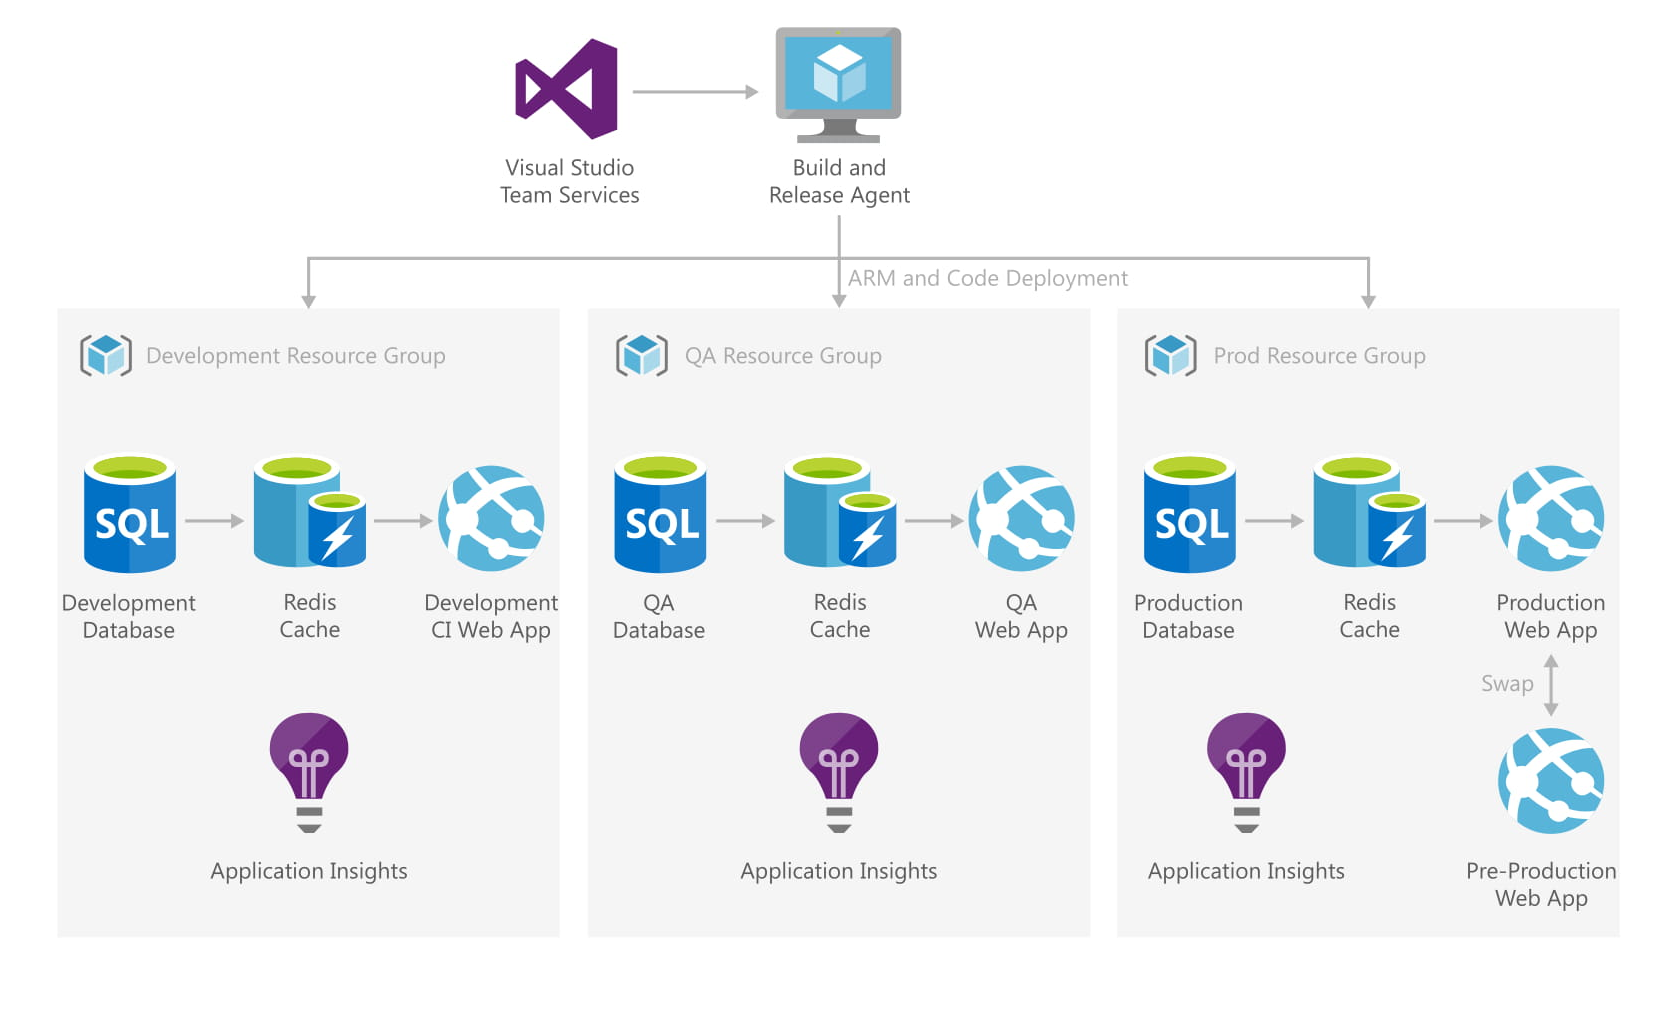 Visual Studio
Team Services
Build and
Release Agent
ARM and Code Deployment
Development Resource Group
SQL
Development
Database
Redis
Cache
Development
CI Web App
Application Insights
QA Resource Group
SQL
QA
Database
Redis
Cache
QA
Web App
Application Insights
Prod Resource Group
SQL
Production
Database
Redis
Cache
Production
Web App
Swap
Application Insights
Pre-Production
Web App